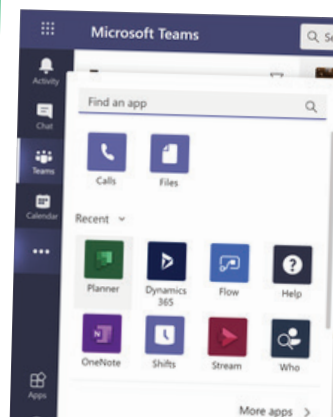 Microsoft Teams
Activity
Chat
Teams
Calendar
Apps
Find an app
Calls Files
Recent
Planner Dynamics 365 Flow Help
OneNote Shifts Stream Who
More apps